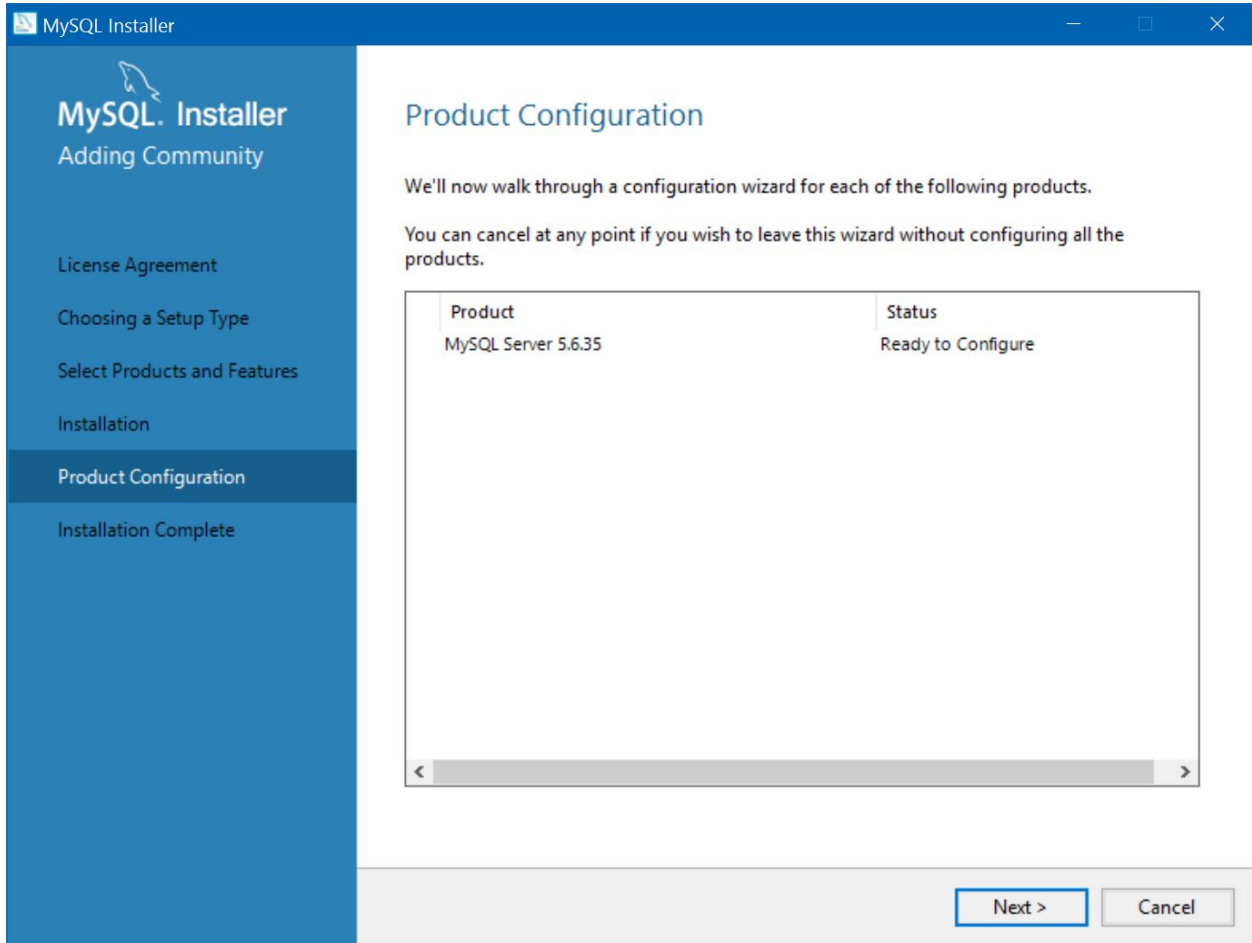 MySQL Installer
MySQL. Installer
Adding Community
License Agreement
Choosing a Setup Type
Select Products and Features
Installation
Product Configuration
Installation Complete
Product Configuration
We'll now walk through a configuration wizard for each of the following products.
You can cancel at any point if you wish to leave this wizard without configuring all the
products.
Product Status
MySQL Server 5.6.35 Ready to Configure
Next > Cancel